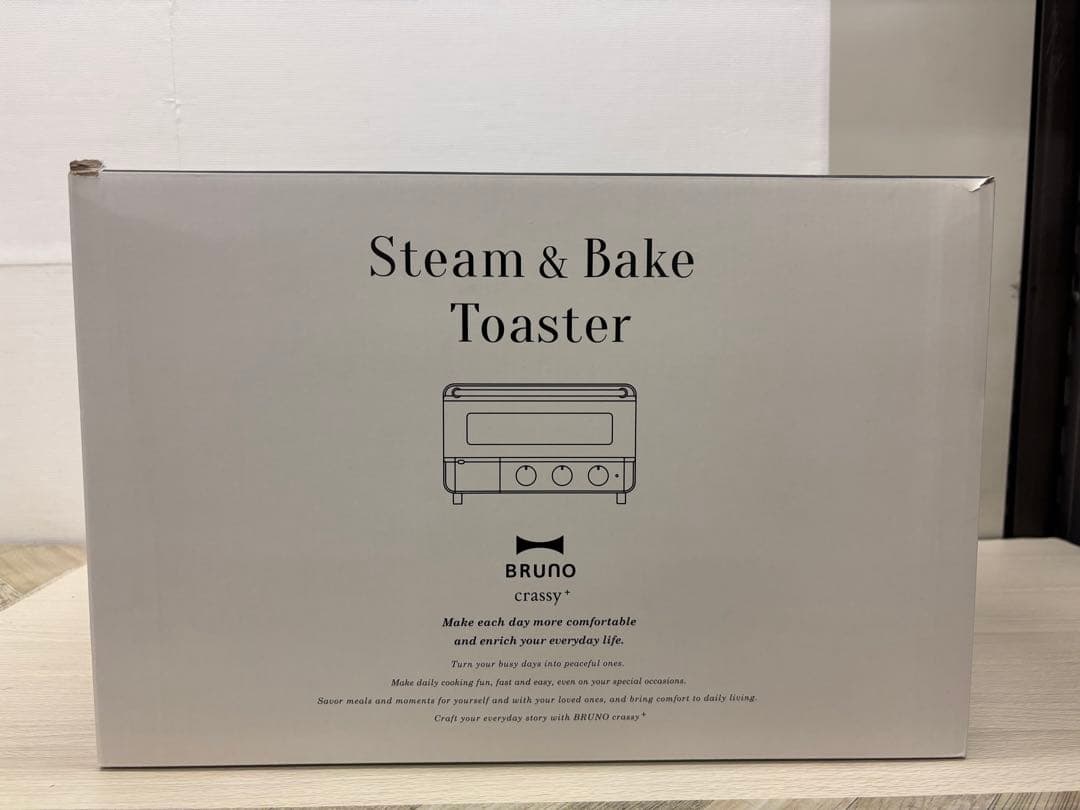 Steam & Bake
Toaster
BRUNO
crassy+
Make each day more comfortable
and enrich your everyday life.
Turn your busy days into peaceful ones.
Make daily cooking fun, fast and easy, even on your special occasions.
Savor meals and moments for yourself and with your loved ones, and bring comfort to daily living.
Craft your everyday story with BRUNO crassy+